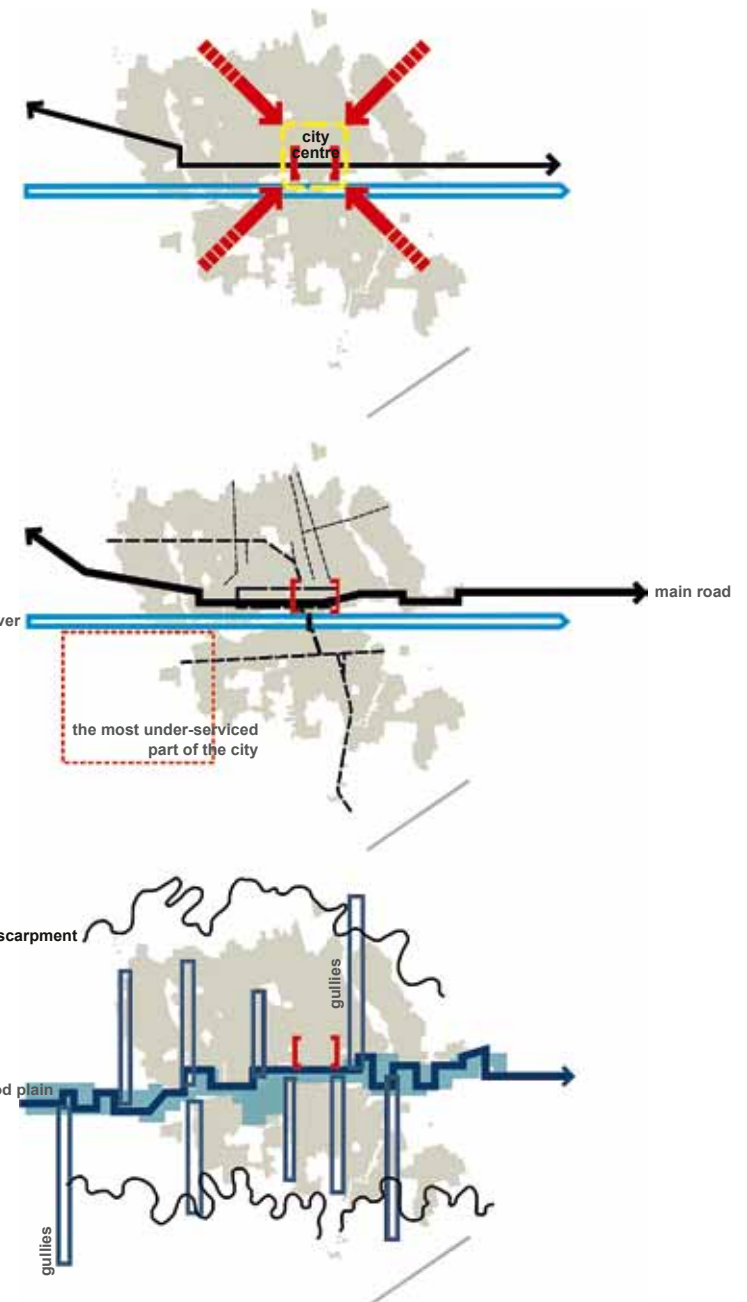 city
centre
main road
ver
the most under-serviced
part of the city
scarpment
gullies
od plain
gullies